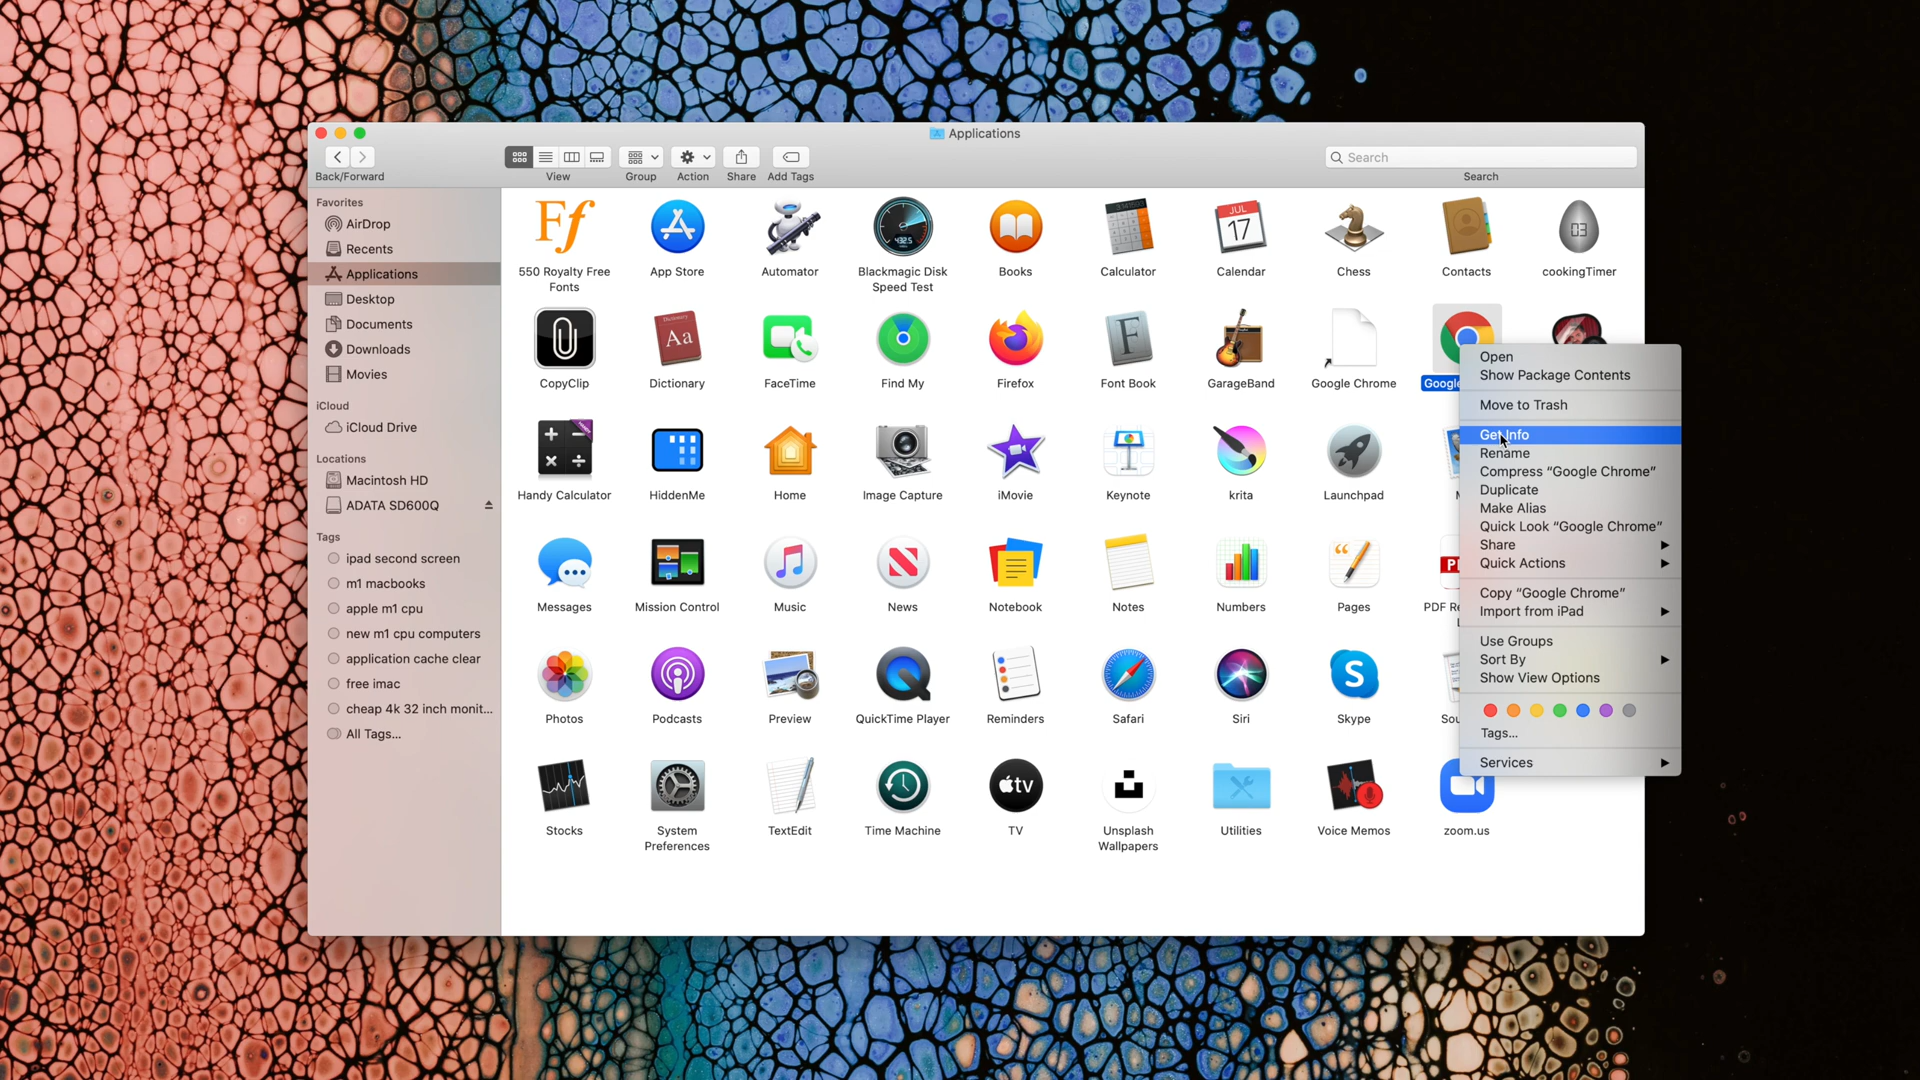 Applications
Search
Back/Forward
View
Group
Action
Share
Add Tags
Search
Favorites
AirDrop
Recents
Applications
Desktop
Documents
Downloads
Movies
iCloud
iCloud Drive
Locations
Macintosh HD
ADATA SD600Q
Tags
ipad second screen
m1 macbooks
apple m1 cpu
new m1 cpu computers
application cache clear
free imac
cheap 4k 32 inch monit...
All Tags...
Ff
JUL
17
03
550 Royalty Free
Fonts
App Store
Automator
Blackmagic Disk
Speed Test
Books
Calculator
Calendar
Chess
Contacts
cookingTimer
Dictionary
Aa
F
CopyClip
Dictionary
FaceTime
Find My
Firefox
Font Book
GarageBand
Google Chrome
Google
Handy Calculator
HiddenMe
Home
Image Capture
iMovie
Keynote
krita
Launchpad
M
Messages
Mission Control
Music
News
Notebook
Notes
Numbers
Pages
PDF Re
S
Photos
Podcasts
Preview
QuickTime Player
Reminders
Safari
Siri
Skype
Sou
tv
Stocks
System
Preferences
TextEdit
Time Machine
TV
Unsplash
Wallpapers
Utilities
Voice Memos
zoom.us
Open
Show Package Contents
Move to Trash
Get Info
Rename
Compress “Google Chrome”
Duplicate
Make Alias
Quick Look “Google Chrome”
Share
Quick Actions
Copy “Google Chrome”
Import from iPad
Use Groups
Sort By
Show View Options
Tags...
Services